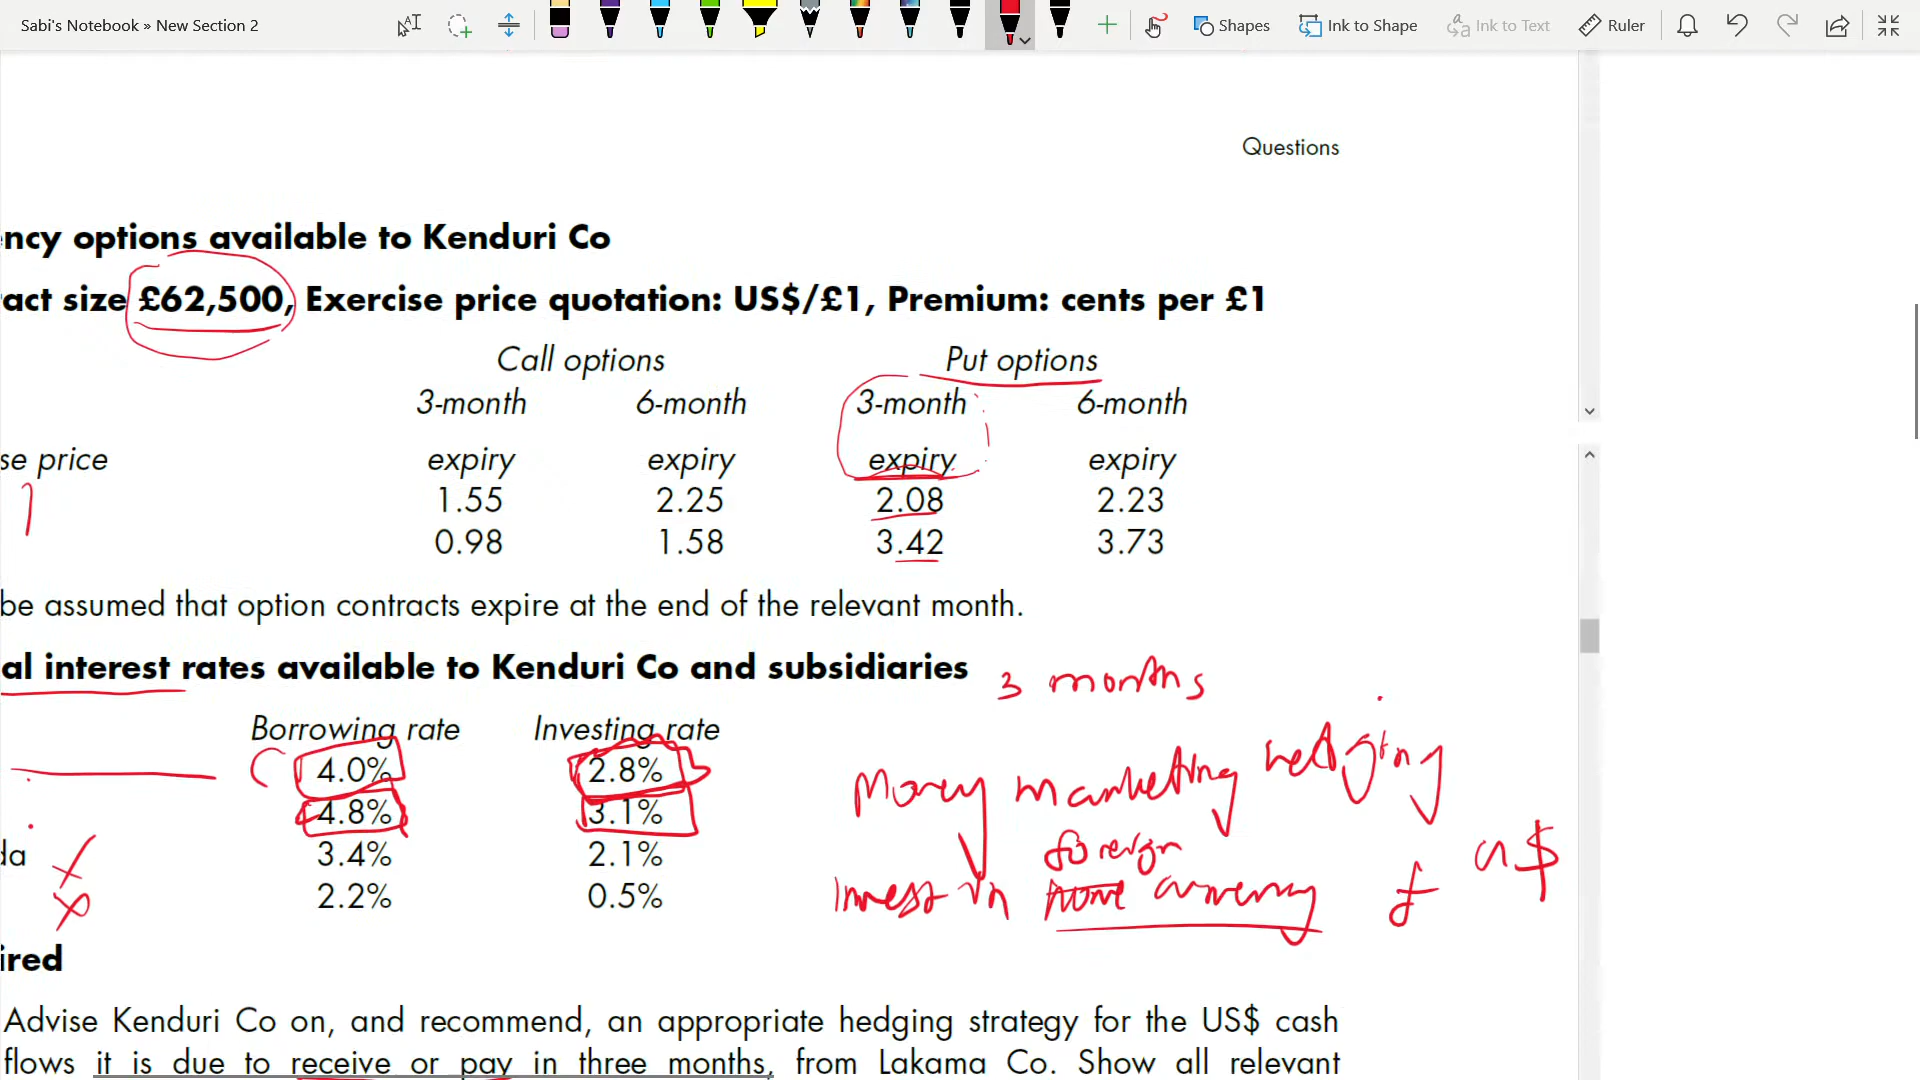 Sabi's Notebook » New Section 2
Shapes
Ink to Shape
Ink to Text
Ruler
Questions
ncy options available to Kenduri Co
act size £62,500, Exercise price quotation: US$/£1, Premium: cents per £1
Call options Put options
3-month 6-month 3-month 6-month
se price expiry expiry expiry expiry
1.55 2.25 2.08 2.23
0.98 1.58 3.42 3.73
be assumed that option contracts expire at the end of the relevant month.
al interest rates available to Kenduri Co and subsidiaries 3 months
Borrowing rate Investing rate
4.0% 2.8% Money marketing hedging
4.8% 3.1%
da 3.4% 2.1% foreign
2.2% 0.5% Invest in home currency £ a $
ired
Advise Kenduri Co on, and recommend, an appropriate hedging strategy for the US$ cash
flows it is due to receive or pay in three months, from Lakama Co. Show all relevant